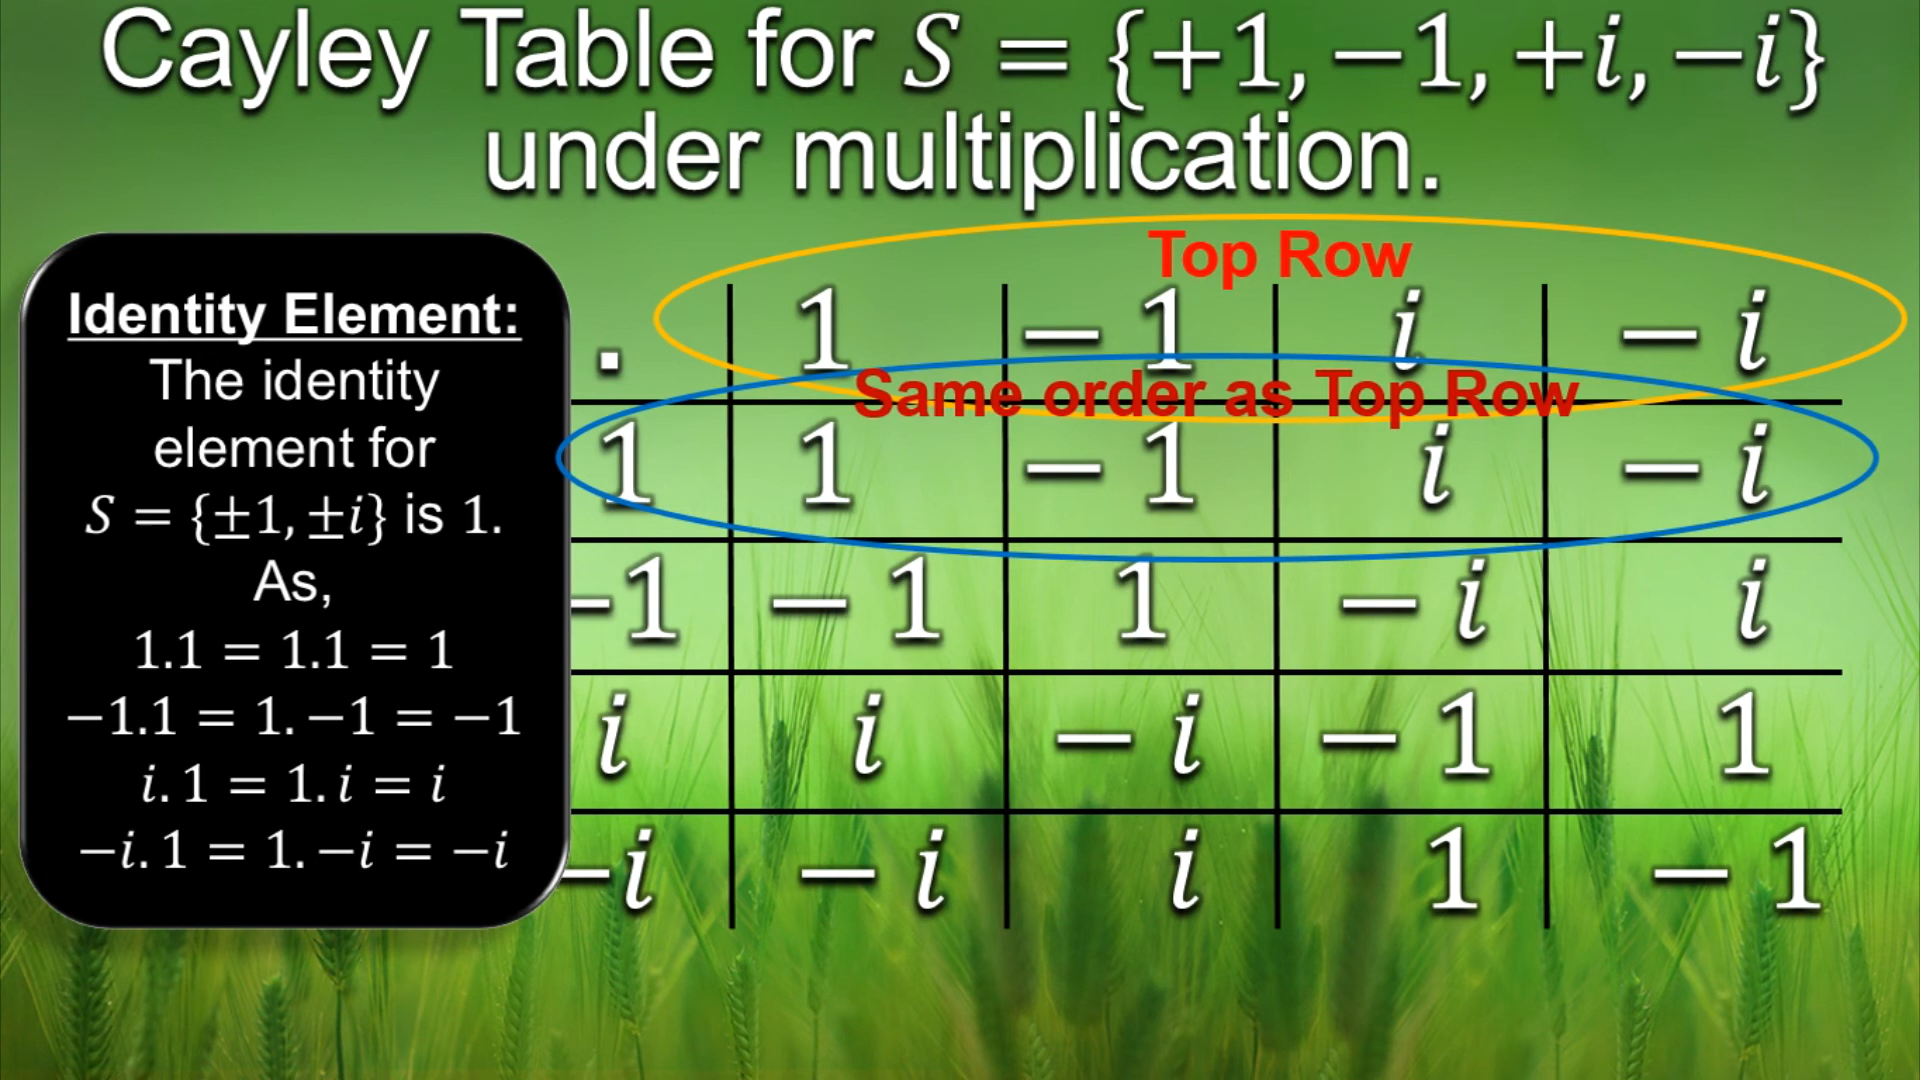 Cayley Table for S = {+1, −1, +i, −i}
under multiplication.
Identity Element:
The identity
element for
S = {±1, ±i} is 1.
As,
1.1 = 1.1 = 1
−1.1 = 1. −1 = −1
i. 1 = 1. i = i
−i. 1 = 1. −i = −i
Top Row
. 1 − 1 i − i
Same order as Top Row
1 1 − 1 i − i
−1 − 1 1 − i i
i i − i − 1 1
−i − i i 1 − 1